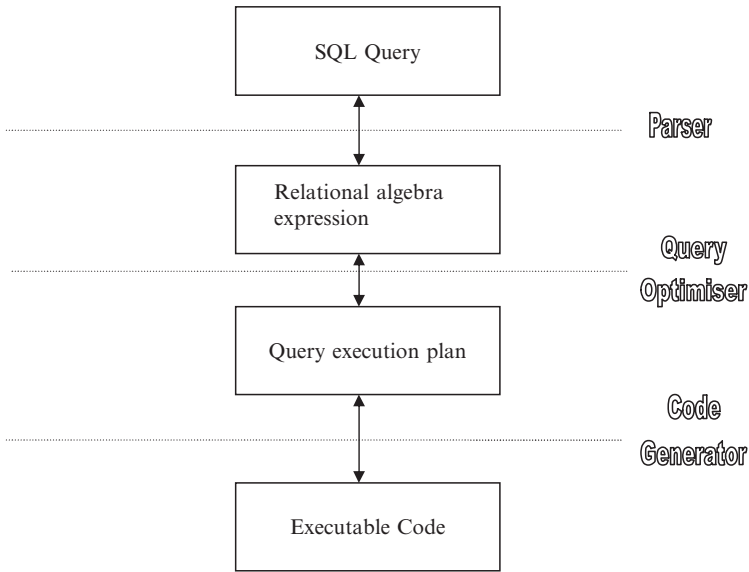 SQL Query
Parser
Relational algebra
expression
Query
Optimiser
Query execution plan
Code
Generator
Executable Code